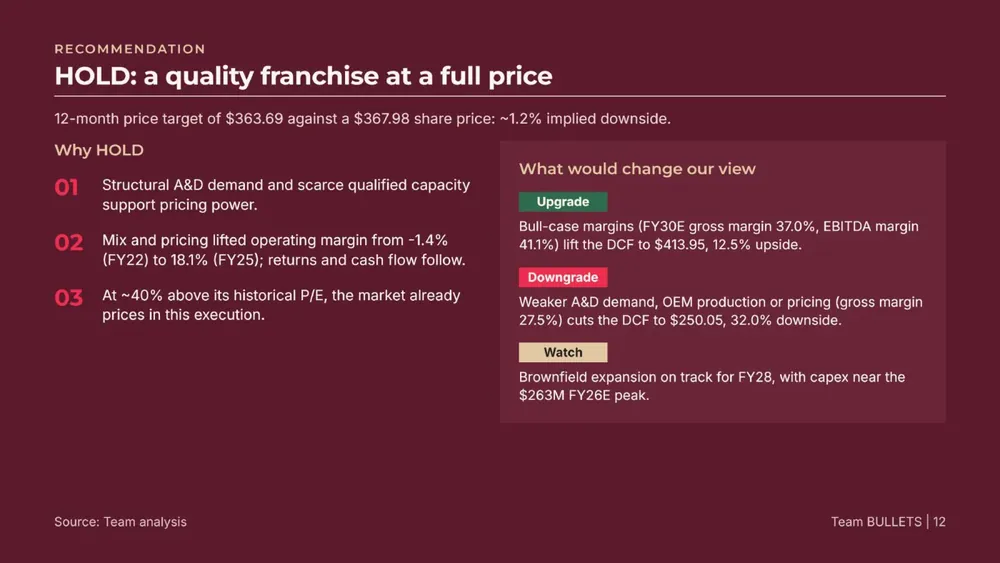 RECOMMENDATION
HOLD: a quality franchise at a full price
12-month price target of $363.69 against a $367.98 share price: ~1.2% implied downside.
Why HOLD
01
Structural A&D demand and scarce qualified capacity
support pricing power.
02
Mix and pricing lifted operating margin from -1.4%
(FY22) to 18.1% (FY25); returns and cash flow follow.
03
At ~40% above its historical P/E, the market already
prices in this execution.
What would change our view
Upgrade
Bull-case margins (FY30E gross margin 37.0%, EBITDA margin
41.1%) lift the DCF to $413.95, 12.5% upside.
Downgrade
Weaker A&D demand, OEM production or pricing (gross margin
27.5%) cuts the DCF to $250.05, 32.0% downside.
Watch
Brownfield expansion on track for FY28, with capex near the
$263M FY26E peak.
Source: Team analysis
Team BULLETS | 12